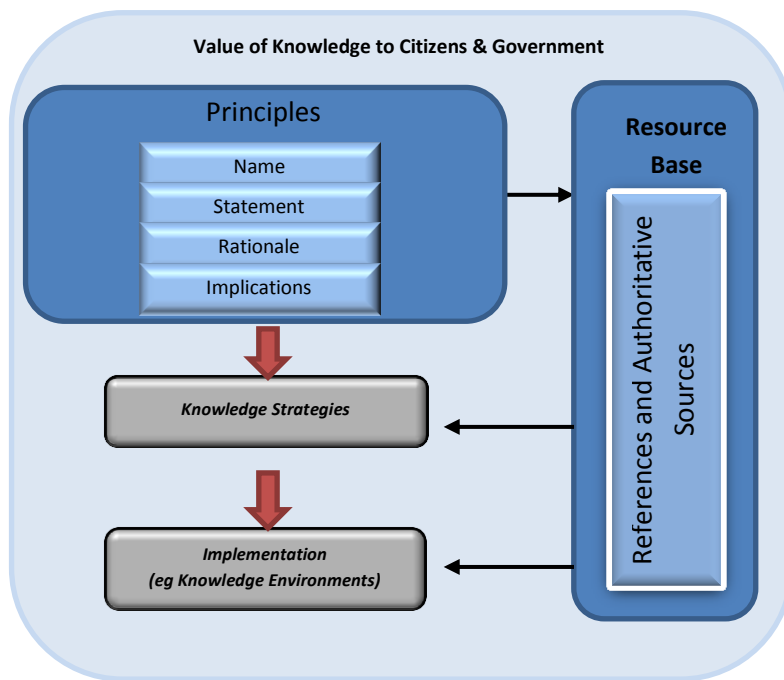 Value of Knowledge to Citizens & Government
Principles
Name
Statement
Rationale
Implications
Resource
Base
References and Authoritative
Sources
Knowledge Strategies
Implementation
(eg Knowledge Environments)